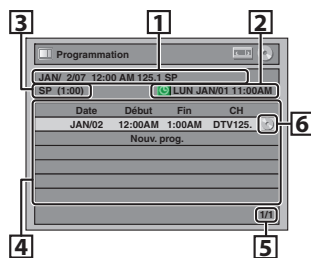 1
2
3
Programmation
JAN/ 2/07 12:00 AM 125.1 SP
SP (1:00) LUN JAN/01 11:00AM
Date Début Fin CH
JAN/02 12:00AM 1:00AM DTV125.
6
Nouv. prog.
1/1
4
5